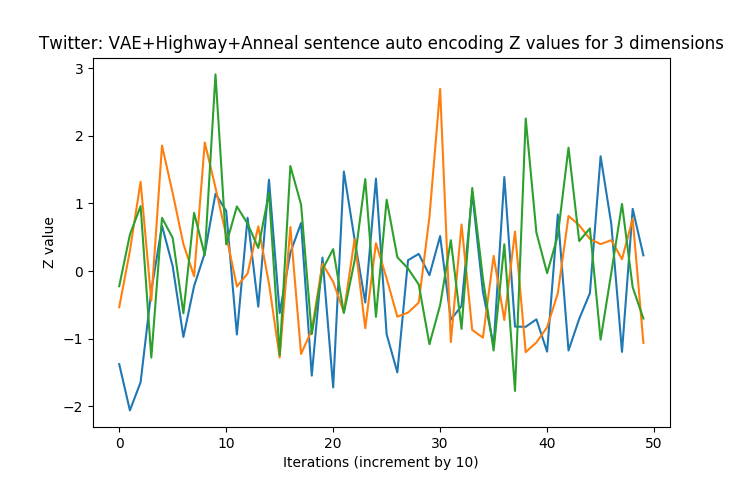 Twitter: VAE+Highway+Anneal sentence auto encoding Z values for 3 dimensions
3
2
1
0
−1
−2
Z value
0 10 20 30 40 50
Iterations (increment by 10)